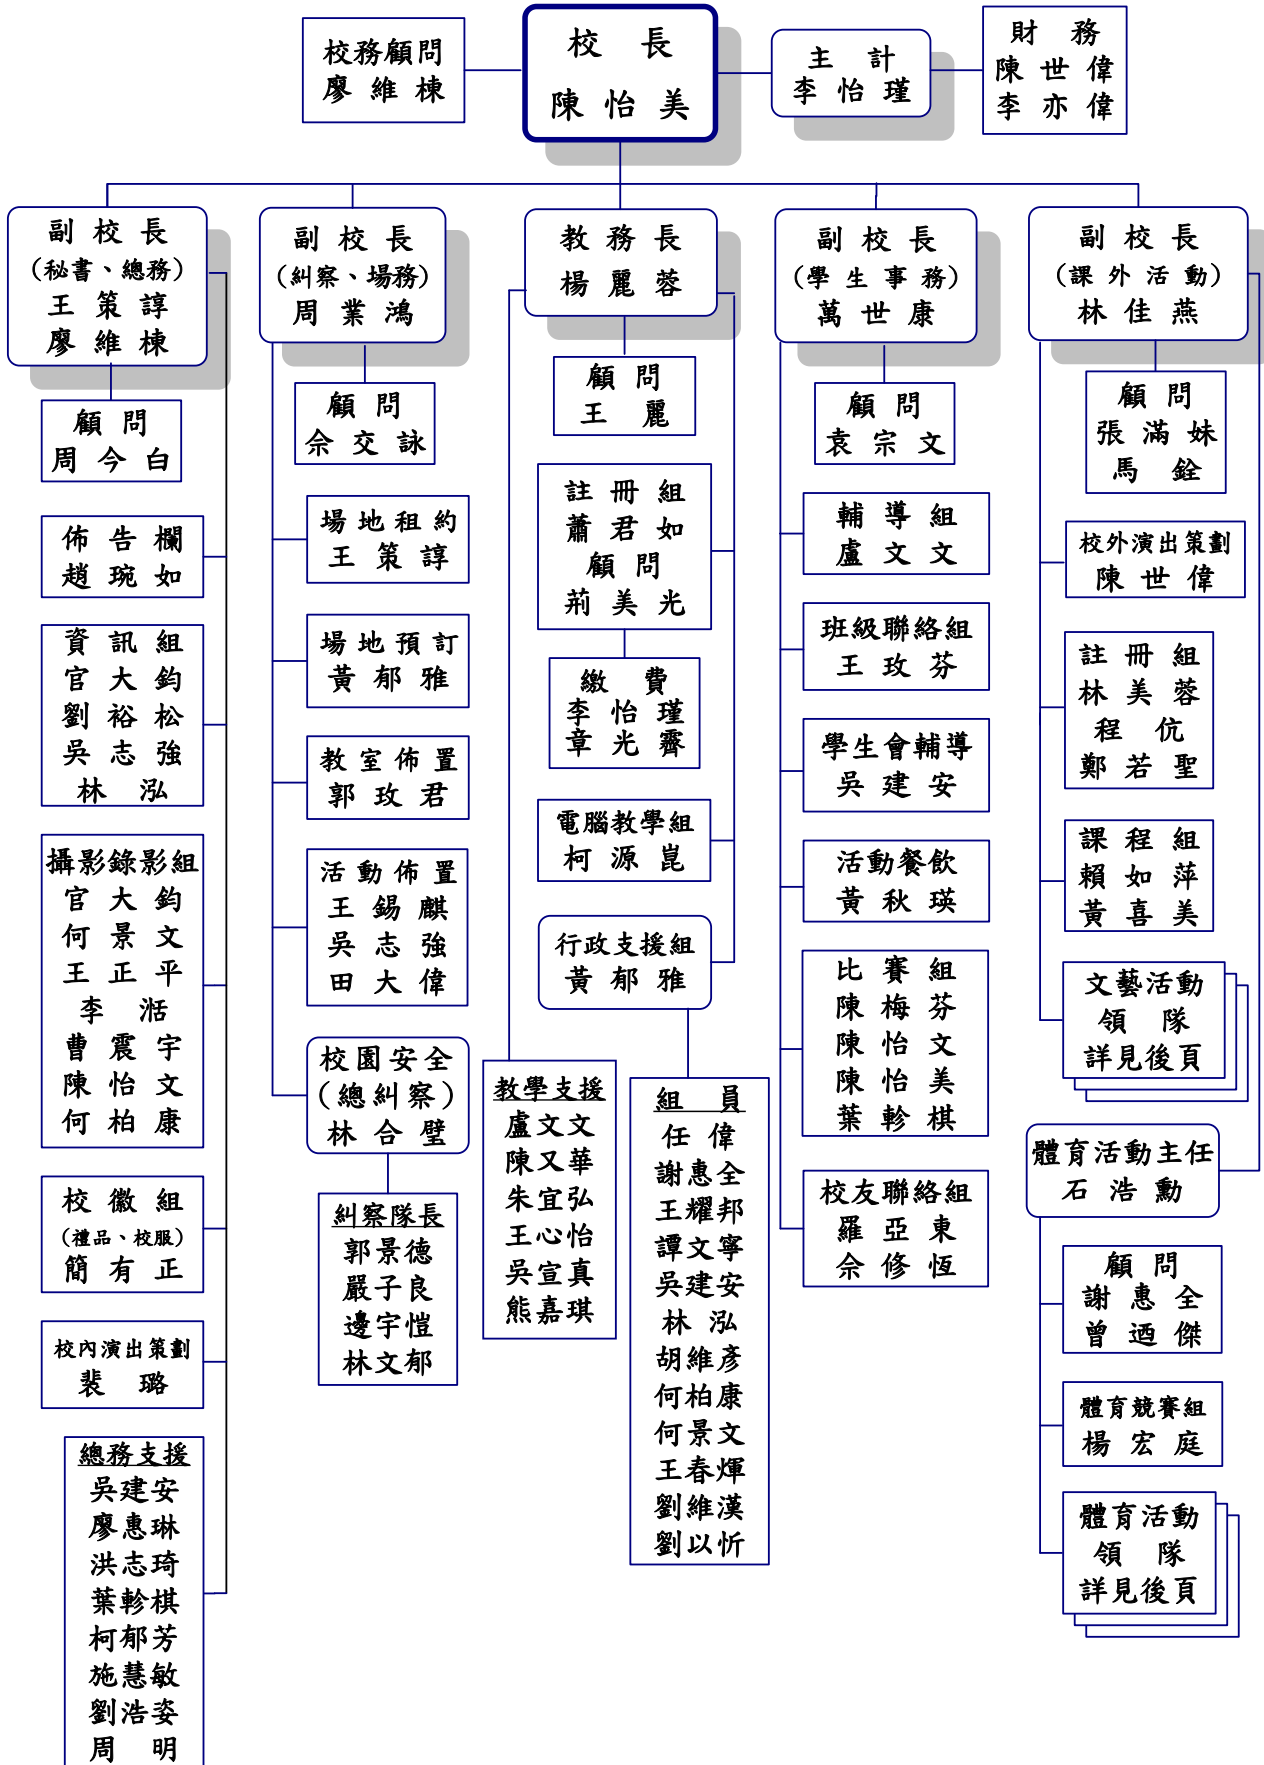 校務顧問
廖維棟
校長
陳怡美
主計
李怡瑾
財務
陳世偉
李亦偉
副校長
(秘書、總務)
王策諄
廖維棟
顧問
周今白
佈告欄
趙琬如
資訊組
官大鈞
劉裕松
吳志強
林泓
攝影錄影組
官大鈞
何景文
王正平
李湉
曹震宇
陳怡文
何柏康
校徽組
(禮品、校服)
簡有正
校內演出策劃
裴璐
總務支援
吳建安
廖惠琳
洪志琦
葉軫棋
柯郁芳
施慧敏
劉浩姿
周明
副校長
(糾察、場務)
周業鴻
顧問
佘交詠
場地租約
王策諄
場地預訂
黃郁雅
教室佈置
郭玫君
活動佈置
王錫麒
吳志強
田大偉
校園安全
(總糾察)
林合壁
糾察隊長
郭景德
嚴子良
邊宇愷
林文郁
教務長
楊麗蓉
顧問
王麗
註冊組
蕭君如
顧問
荊美光
繳費
李怡瑾
章光霽
電腦教學組
柯源崑
行政支援組
黃郁雅
教學支援
盧文文
陳又華
朱宜弘
王心怡
吳宣真
熊嘉琪
組員
任偉
謝惠全
王耀邦
譚文寧
吳建安
林泓
胡維彥
何柏康
何景文
王春煇
劉維漢
劉以忻
副校長
(學生事務)
萬世康
顧問
袁宗文
輔導組
盧文文
班級聯絡組
王玫芬
學生會輔導
吳建安
活動餐飲
黃秋瑛
比賽組
陳梅芬
陳怡文
陳怡美
葉軫棋
校友聯絡組
羅亞東
佘修恆
副校長
(課外活動)
林佳燕
顧問
張滿妹
馬銓
校外演出策劃
陳世偉
註冊組
林美蓉
程伉
鄭若聖
課程組
賴如萍
黃喜美
文藝活動
領隊
詳見後頁
體育活動主任
石浩勳
顧問
謝惠全
曾迺傑
體育競賽組
楊宏庭
體育活動
領隊
詳見後頁